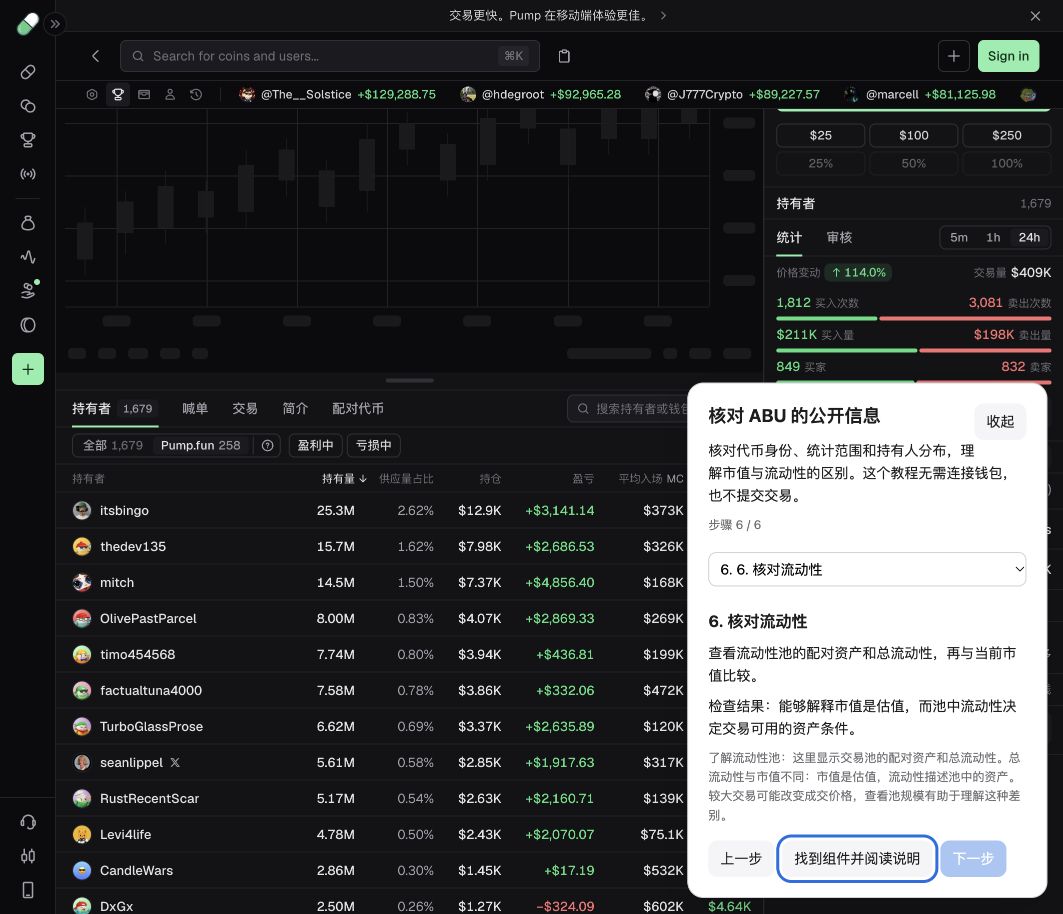 交易更快。Pump 在移动端体验更佳。
Search for coins and users...
⌘K
Sign in
@The__Solstice +$129,288.75
@hdegroot +$92,965.28
@J777Crypto +$89,227.57
@marcell +$81,125.98
$25
$100
$250
25%
50%
100%
持有者
1,679
统计
审核
5m
1h
24h
价格变动
↑ 114.0%
交易量 $409K
1,812 买入次数
3,081 卖出次数
$211K 买入量
$198K 卖出量
849 买家
832 卖家
持有者 1,679
喊单
交易
简介
配对代币
搜索持有者或钱包
全部 1,679
Pump.fun 258
盈利中
亏损中
持有者 持有量 ↓ 供应量占比 持仓 盈亏 平均入场 MC
itsbingo 25.3M 2.62% $12.9K +$3,141.14 $373K
thedev135 15.7M 1.62% $7.98K +$2,686.53 $326K
mitch 14.5M 1.50% $7.37K +$4,856.40 $168K
OlivePastParcel 8.00M 0.83% $4.07K +$2,869.33 $269K
timo454568 7.74M 0.80% $3.94K +$436.81 $199K
factualtuna4000 7.58M 0.78% $3.86K +$332.06 $472K
TurboGlassProse 6.62M 0.69% $3.37K +$2,635.89 $120K
seanlippel 5.61M 0.58% $2.85K +$1,917.63 $317K
RustRecentScar 5.17M 0.54% $2.63K +$2,160.71 $139K
Levi4life 4.78M 0.50% $2.43K +$2,070.07 $75.1K
CandleWars 2.86M 0.30% $1.45K +$17.19 $532K
DxGx 2.50M 0.26% $1.27K −$324.09 $602K $4.64K
核对 ABU 的公开信息
收起
核对代币身份、统计范围和持有人分布，理
解市值与流动性的区别。这个教程无需连接钱包，
也不提交交易。
步骤 6 / 6
6. 6. 核对流动性
6. 核对流动性
查看流动性池的配对资产和总流动性，再与当前市
值比较。
检查结果：能够解释市值是估值，而池中流动性决
定交易可用的资产条件。
了解流动性池：这里显示交易池的配对资产和总流动性。总
流动性与市值不同：市值是估值，流动性描述池中的资产。
较大交易可能改变成交价格，查看池规模有助于理解这种差
别。
上一步
找到组件并阅读说明
下一步